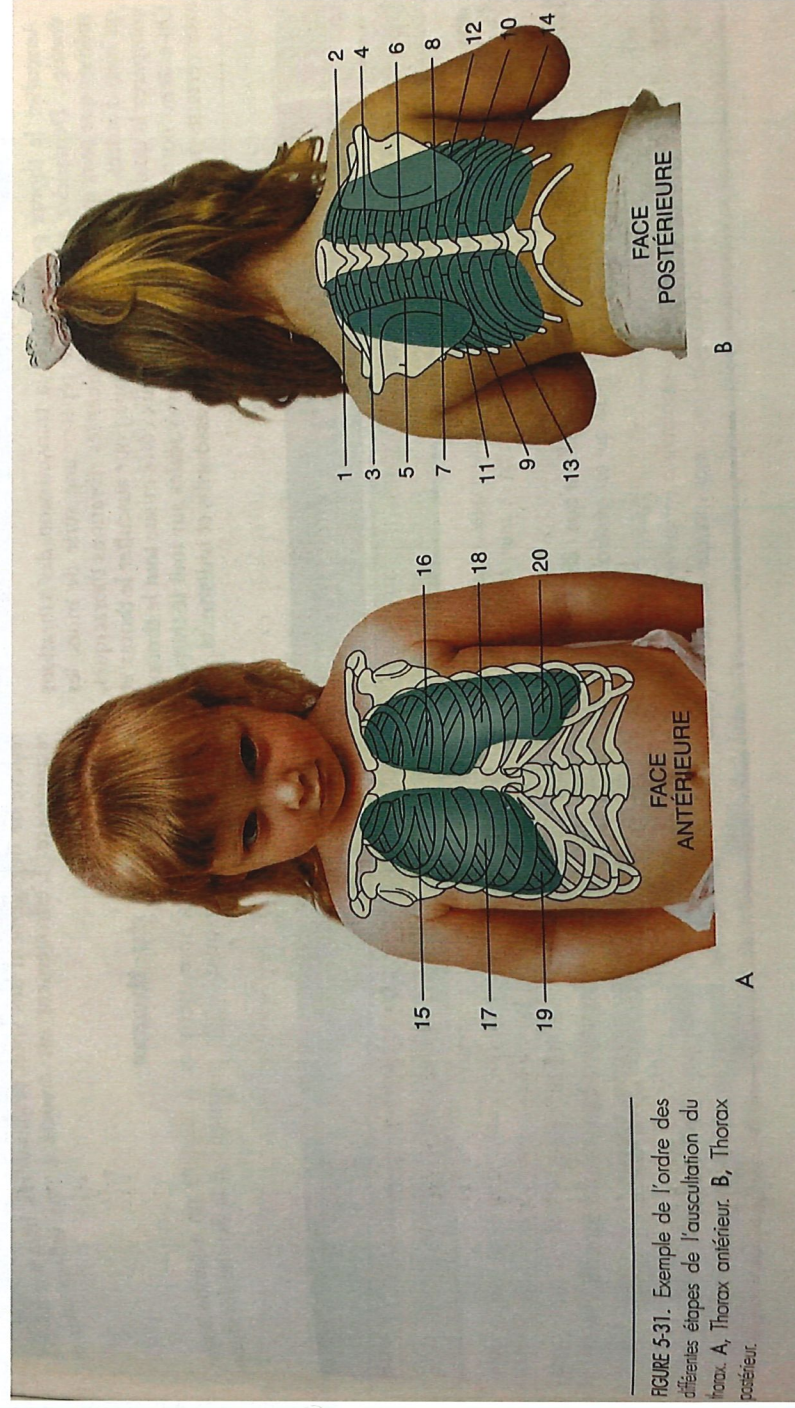 15
17
19
16
18
20
FACE
ANTÉRIEURE
A
1
3
5
7
11
9
13
2
4
6
8
12
10
14
FACE
POSTÉRIEURE
B
FIGURE 5-31. Exemple de l'ordre des
différentes étapes de l'auscultation du
thorax. A, Thorax antérieur. B, Thorax
postérieur.